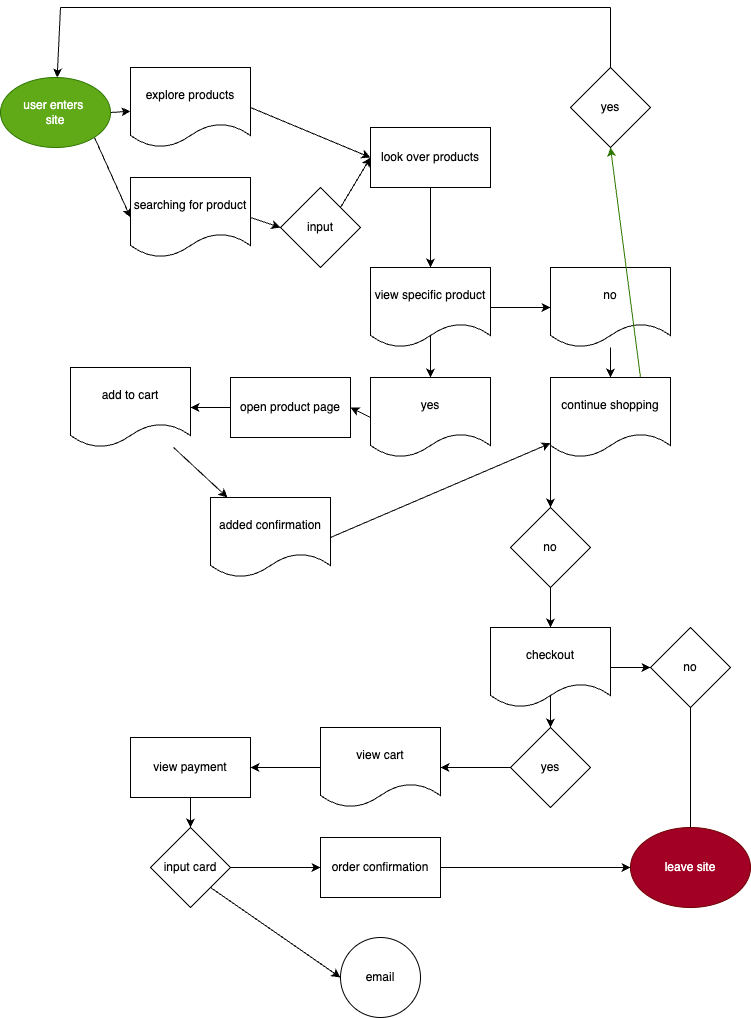 yes
explore products
user enters
site
look over products
searching for product
input
view specific product
no
add to cart
open product page
yes
continue shopping
added confirmation
no
checkout
no
view cart
view payment
yes
input card
order confirmation
leave site
email